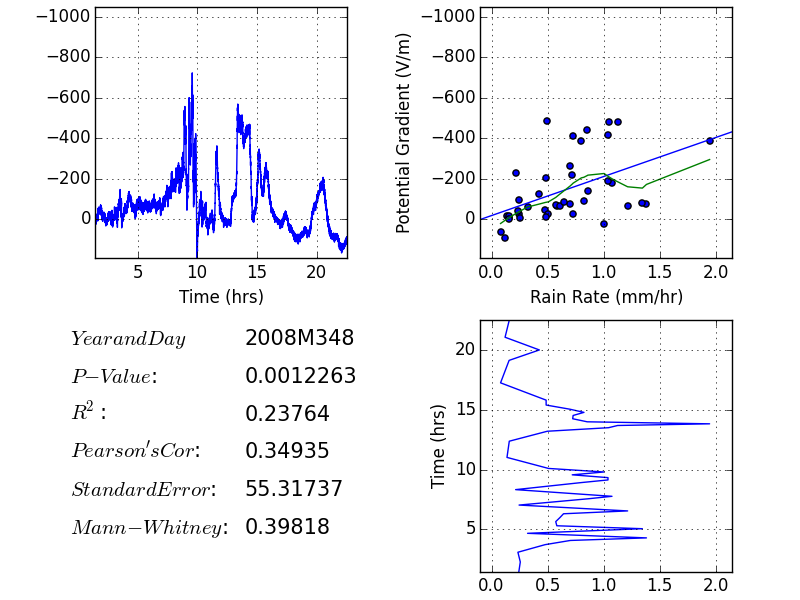 −1000
−800
−600
−400
−200
0
5 10 15 20
Time (hrs)
Potential Gradient (V/m)
−1000
−800
−600
−400
−200
0
0.0 0.5 1.0 1.5 2.0
Rain Rate (mm/hr)
YearandDay 2008M348
P−Value: 0.0012263
R²: 0.23764
Pearson′sCor: 0.34935
StandardError: 55.31737
Mann−Whitney: 0.39818
Time (hrs)
20
15
10
5
0.0 0.5 1.0 1.5 2.0